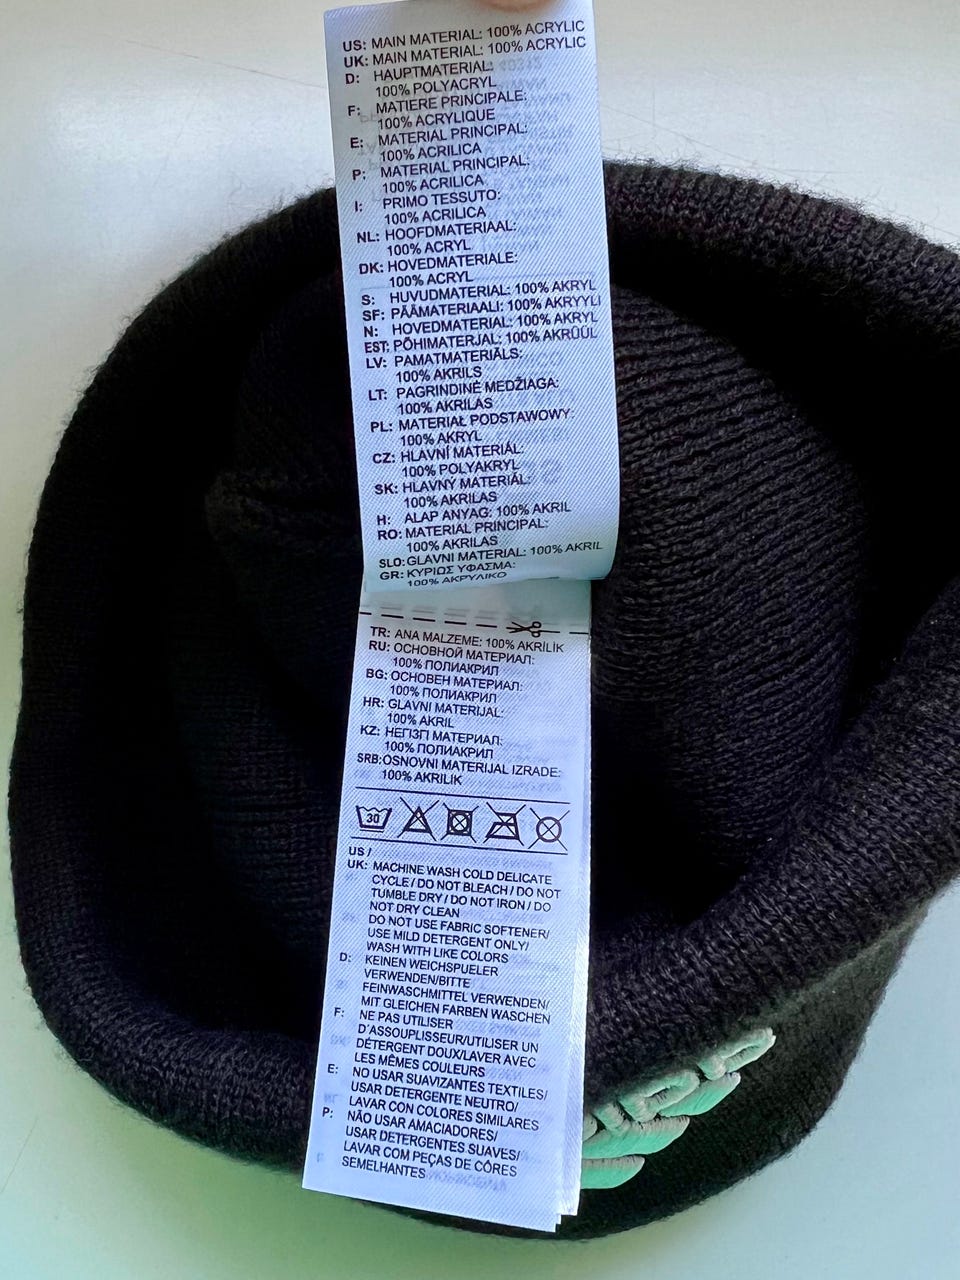 US: MAIN MATERIAL: 100% ACRYLIC
UK: MAIN MATERIAL: 100% ACRYLIC
D: HAUPTMATERIAL:
100% POLYACRYL
F: MATIERE PRINCIPALE:
100% ACRYLIQUE
E: MATERIAL PRINCIPAL:
100% ACRILICA
P: MATERIAL PRINCIPAL:
100% ACRILICA
I: PRIMO TESSUTO:
100% ACRILICA
NL: HOOFDMATERIAAL:
100% ACRYL
DK: HOVEDMATERIALE:
100% ACRYL
S: HUVUDMATERIAL: 100% AKRYL
SF: PÄÄMATERIAALI: 100% AKRYYLI
N: HOVEDMATERIAL: 100% AKRYL
EST: PÕHIMATERJAL: 100% AKRÜÜL
LV: PAMATMATERIĀLS:
100% AKRILS
LT: PAGRINDINĖ MEDŽIAGA:
100% AKRILAS
PL: MATERIAŁ PODSTAWOWY:
100% AKRYL
CZ: HLAVNÍ MATERIÁL:
100% POLYAKRYL
SK: HLAVNÝ MATERIÁL:
100% AKRILAS
H: ALAP ANYAG: 100% AKRIL
RO: MATERIAL PRINCIPAL:
100% AKRILAS
SLO: GLAVNI MATERIAL: 100% AKRIL
GR: ΚΥΡΙΩΣ ΥΦΑΣΜΑ:
100% ΑΚΡΥΛΙΚΟ
TR: ANA MALZEME: 100% AKRİLİK
RU: ОСНОВНОЙ МАТЕРИАЛ:
100% ПОЛИАКРИЛ
BG: ОСНОВЕН МАТЕРИАЛ:
100% ПОЛИАКРИЛ
HR: GLAVNI MATERIJAL:
100% AKRIL
KZ: НЕГІЗГІ МАТЕРИАЛ:
100% ПОЛИАКРИЛ
SRB: OSNOVNI MATERIJAL IZRADE:
100% AKRILIK
30
US /
UK: MACHINE WASH COLD DELICATE
CYCLE / DO NOT BLEACH / DO NOT
TUMBLE DRY / DO NOT IRON / DO
NOT DRY CLEAN
DO NOT USE FABRIC SOFTENER/
USE MILD DETERGENT ONLY/
WASH WITH LIKE COLORS
D: KEINEN WEICHSPUELER
VERWENDEN/BITTE
FEINWASCHMITTEL VERWENDEN/
MIT GLEICHEN FARBEN WASCHEN
F: NE PAS UTILISER
D'ASSOUPLISSEUR/UTILISER UN
DÉTERGENT DOUX/LAVER AVEC
LES MÊMES COULEURS
E: NO USAR SUAVIZANTES TEXTILES/
USAR DETERGENTE NEUTRO/
LAVAR CON COLORES SIMILARES
P: NÃO USAR AMACIADORES/
USAR DETERGENTES SUAVES/
LAVAR COM PEÇAS DE CÔRES
SEMELHANTES